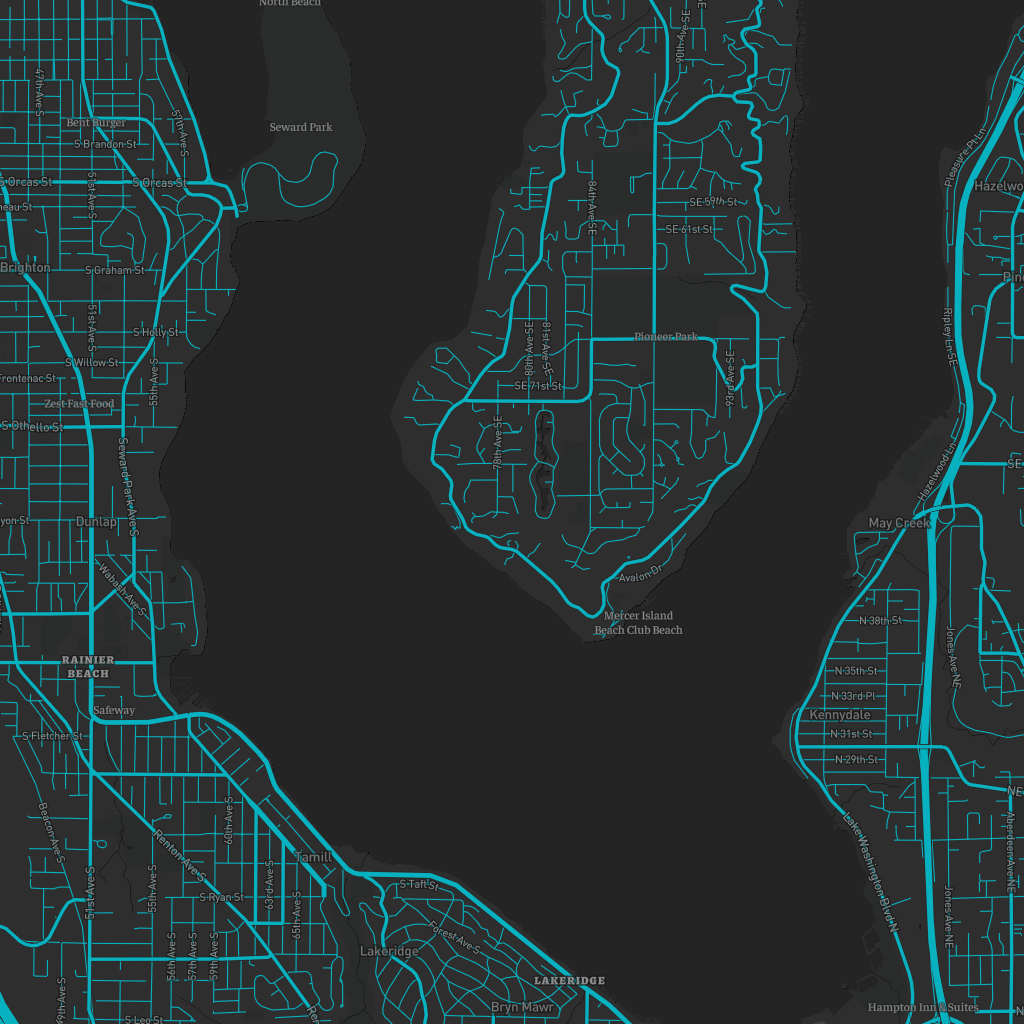 North Beach
90th Ave SE
47th Ave S
Bent Burger
57th Ave S
Seward Park
S Brandon St
Pleasure Pt Ln
S Orcas St
S Orcas St
51st Ave S
84th Ave SE
SE 59th St
SE 61st St
Brighton
S Graham St
51st Ave S
S Holly St
Ripley Ln SE
Pioneer Park
80th Ave SE
81st Ave SE
S Willow St
55th Ave S
93rd Ave SE
Frontenac St
SE 71st St
Zest Fast Food
S Othello St
78th Ave SE
Seward Park Ave S
Hazelwood Ln
SE
Dunlap
May Creek
Wabash Ave S
Avalon Dr
Mercer Island
Beach Club Beach
N 38th St
Jones Ave NE
RAINIER
BEACH
N 35th St
N 33rd Pl
Safeway
Kennydale
S Fletcher St
N 31st St
N 29th St
NE
Beacon Ave S
60th Ave S
Lake Washington Blvd N
Aberdeen Ave NE
Renton Ave S
Tamill
63rd Ave S
65th Ave S
S Taft St
51st Ave S
55th Ave S
S Ryan St
Jones Ave NE
Forest Ave S
56th Ave S
57th Ave S
59th Ave S
Lakeridge
LAKERIDGE
49th Ave S
Bryn Mawr
Hampton Inn & Suites
S Leo St